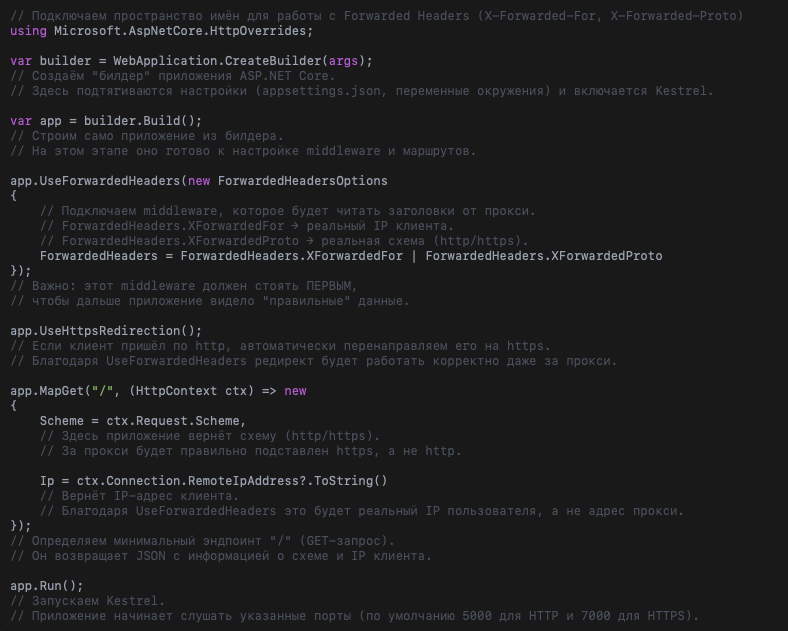 // Подключаем пространство имён для работы с Forwarded Headers (X-Forwarded-For, X-Forwarded-Proto)
using Microsoft.AspNetCore.HttpOverrides;
var builder = WebApplication.CreateBuilder(args);
// Создаём "билдер" приложения ASP.NET Core.
// Здесь подтягиваются настройки (appsettings.json, переменные окружения) и включается Kestrel.
var app = builder.Build();
// Строим само приложение из билдера.
// На этом этапе оно готово к настройке middleware и маршрутов.
app.UseForwardedHeaders(new ForwardedHeadersOptions
{
    // Подключаем middleware, которое будет читать заголовки от прокси.
    // ForwardedHeaders.XForwardedFor → реальный IP клиента.
    // ForwardedHeaders.XForwardedProto → реальная схема (http/https).
    ForwardedHeaders = ForwardedHeaders.XForwardedFor | ForwardedHeaders.XForwardedProto
});
// Важно: этот middleware должен стоять ПЕРВЫМ,
// чтобы дальше приложение видело "правильные" данные.
app.UseHttpsRedirection();
// Если клиент пришёл по http, автоматически перенаправляем его на https.
// Благодаря UseForwardedHeaders редирект будет работать корректно даже за прокси.
app.MapGet("/", (HttpContext ctx) => new
{
    Scheme = ctx.Request.Scheme,
    // Здесь приложение вернёт схему (http/https).
    // За прокси будет правильно подставлен https, а не http.
    Ip = ctx.Connection.RemoteIpAddress?.ToString()
    // Вернёт IP-адрес клиента.
    // Благодаря UseForwardedHeaders это будет реальный IP пользователя, а не адрес прокси.
});
// Определяем минимальный эндпоинт "/" (GET-запрос).
// Он возвращает JSON с информацией о схеме и IP клиента.
app.Run();
// Запускаем Kestrel.
// Приложение начинает слушать указанные порты (по умолчанию 5000 для HTTP и 7000 для HTTPS).